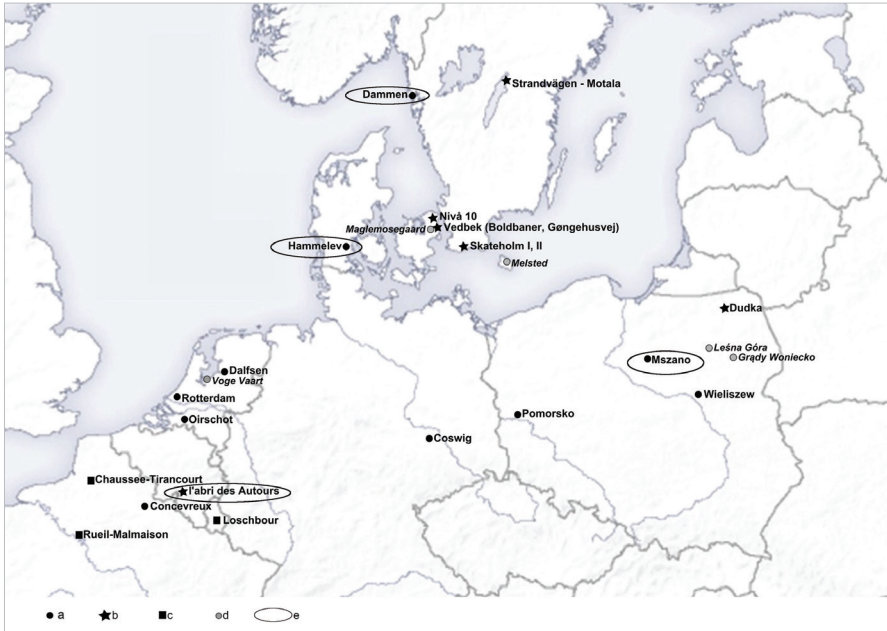 Strandvägen - Motala
Dammen
Nivå 10
Maglemosegaard
Vedbek (Boldbaner, Gøngehusvej)
Hammelev
Skateholm I, II
Melsted
Dudka
Leśna Góra
Mszano
Grądy Woniecko
Dalfsen
Voge Vaart
Wieliszew
Rotterdam
Pomorsko
Oirschot
Coswig
Chaussee-Tirancourt
l'abri des Autours
Concevreux
Loschbour
Rueil-Malmaison
a b c d e